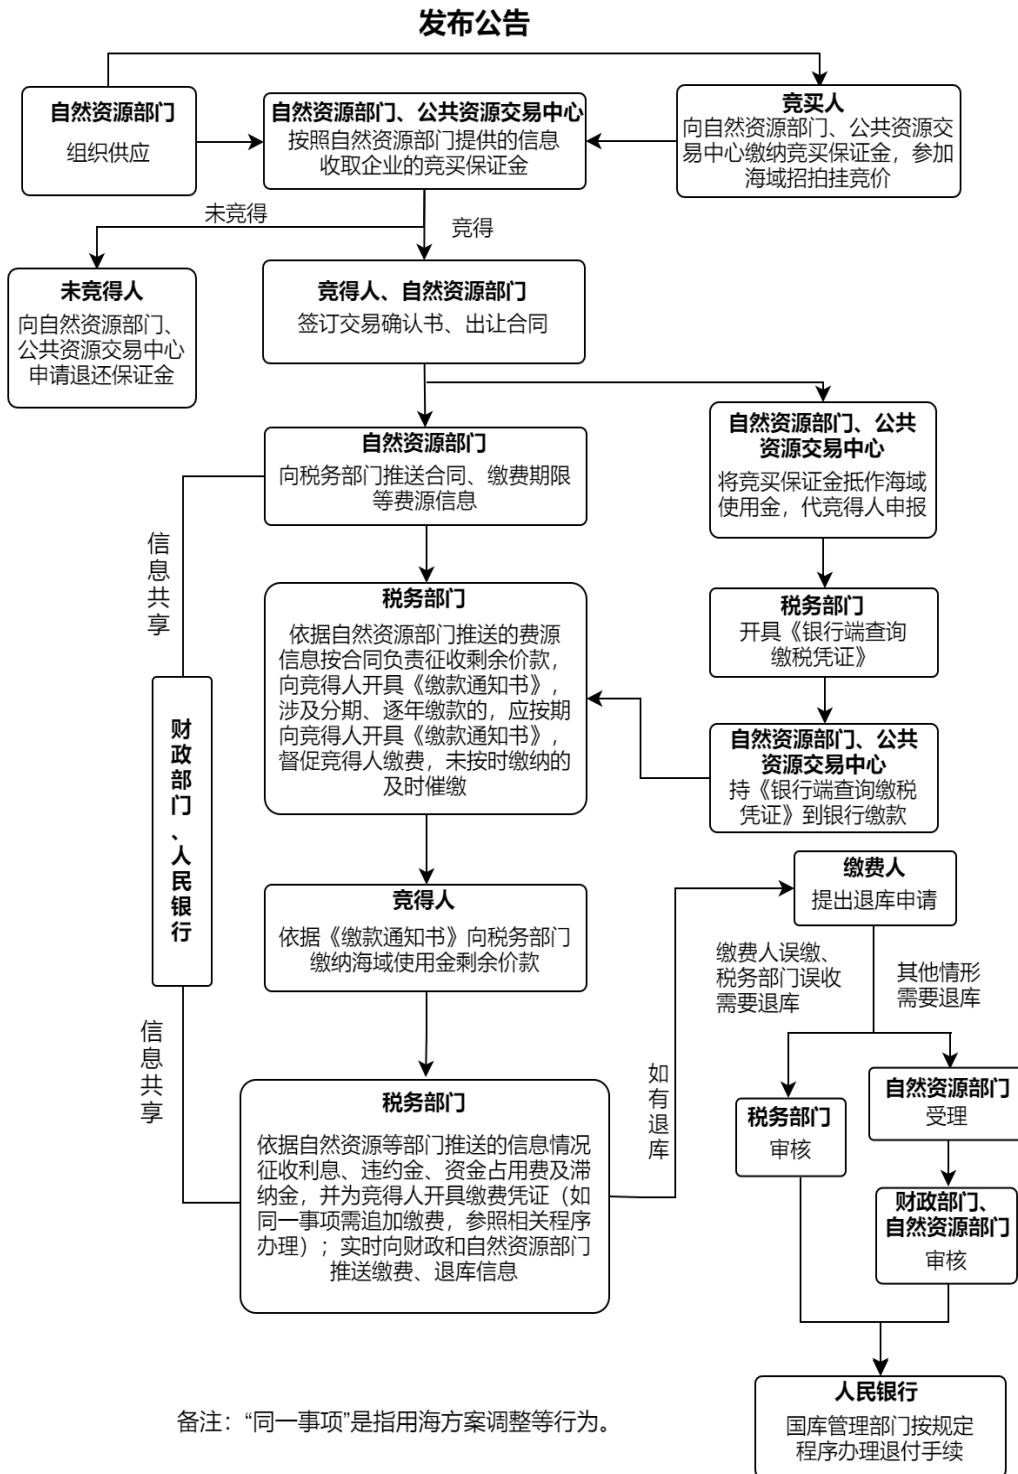 发布公告
自然资源部门
组织供应
自然资源部门、公共资源交易中心
按照自然资源部门提供的信息
收取企业的竞买保证金
竞买人
向自然资源部门、公共资源交
易中心缴纳竞买保证金，参加
海域招拍挂竞价
未竞得
竞得
未竞得人
向自然资源部门、
公共资源交易中心
申请退还保证金
竞得人、自然资源部门
签订交易确认书、出让合同
自然资源部门
向税务部门推送合同、缴费期限
等费源信息
自然资源部门、公共
资源交易中心
将竞买保证金抵作海域
使用金，代竞得人申报
信息共享
税务部门
依据自然资源部门推送的费源
信息按合同负责征收剩余价款，
向竞得人开具《缴款通知书》，
涉及分期、逐年缴款的，应按期
向竞得人开具《缴款通知书》，
督促竞得人缴费，未按时缴纳的
及时催缴
税务部门
开具《银行端查询
缴税凭证》
自然资源部门、公共
资源交易中心
持《银行端查询缴税
凭证》到银行缴款
财政部门、人民银行
竞得人
依据《缴款通知书》向税务部门
缴纳海域使用金剩余价款
缴费人
提出退库申请
缴费人误缴、
税务部门误收
需要退库
其他情形
需要退库
信息共享
税务部门
依据自然资源等部门推送的信息情况
征收利息、违约金、资金占用费及滞
纳金，并为竞得人开具缴费凭证（如
同一事项需追加缴费，参照相关程序
办理）；实时向财政和自然资源部门
推送缴费、退库信息
如有退库
税务部门
审核
自然资源部门
受理
财政部门、
自然资源部门
审核
人民银行
国库管理部门按规定
程序办理退付手续
备注：“同一事项”是指用海方案调整等行为。